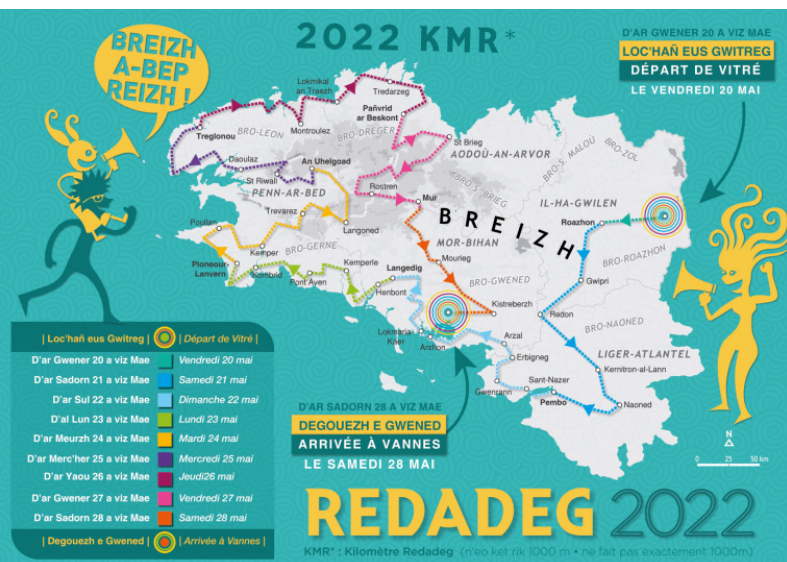 BREIZH
A-BEP
REIZH !
2022 KMR*
D'AR GWENER 20 A VIZ MAE
LOC'HAÑ EUS GWITREG
DÉPART DE VITRÉ
LE VENDREDI 20 MAI
Lokmikal
an Traezh
Tredarzeg
Pañvrid
ar Beskont
Treglonou
BRO-LEON
Montroulez
BRO-DREGER
St Brieg
AODOÙ-AN-ARVOR
BRO-S. MALOÙ
BRO-ZOL
Daoulaz
An Uhelgoad
St Riwall
PENN-AR-BED
Rostren
BRO-S. BRIEG
Mur
IL-HA-GWILEN
Trevarez
Roazhon
Poullan
Langoned
BREIZH
MOR-BIHAN
BRO-ROAZHON
Kemper
BRO-GERNE
Mourieg
Ploneour-
Lanvern
Kemperle
Langedig
BRO-GWENED
Gwipri
Pont Aven
Henbont
Kistreberzh
Redon
BRO-NAONED
Lokmaria-
Kaer
Arzhon
Arzal
Erbigneg
LIGER-ATLANTEL
Kernitron-al-Lann
Gwenrann
Sant-Nazer
Pembo
Naoned
| Loc'hañ eus Gwitreg | | Départ de Vitré |
D'ar Gwener 20 a viz Mae Vendredi 20 mai
D'ar Sadorn 21 a viz Mae Samedi 21 mai
D'ar Sul 22 a viz Mae Dimanche 22 mai
D'al Lun 23 a viz Mae Lundi 23 mai
D'ar Meurzh 24 a viz Mae Mardi 24 mai
D'ar Merc'her 25 a viz Mae Mercredi 25 mai
D'ar Yaou 26 a viz Mae Jeudi26 mai
D'ar Gwener 27 a viz Mae Vendredi 27 mai
D'ar Sadorn 28 a viz Mae Samedi 28 mai
| Degouezh e Gwened | | Arrivée à Vannes |
D'AR SADORN 28 A VIZ MAE
DEGOUEZH E GWENED
ARRIVÉE À VANNES
LE SAMEDI 28 MAI
N
0 25 50 km
REDADEG 2022
KMR* : Kilomètre Redadeg (n'eo ket rik 1000 m • ne fait pas exactement 1000m)